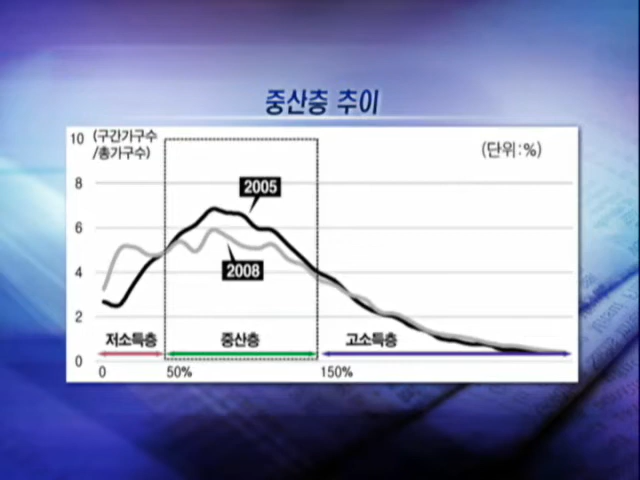 중산층 추이
10 (구간가구수
/총가구수)
(단위:%)
8
2005
6
2008
4
2
저소득층 중산층 고소득층
0
0 50% 150%